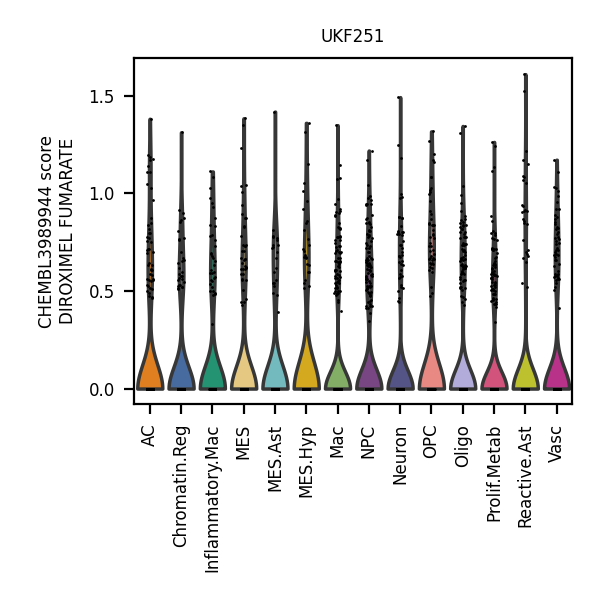 UKF251
CHEMBL3989944 score
DIROXIMEL FUMARATE
1.5
1.0
0.5
0.0
AC
Chromatin.Reg
Inflammatory.Mac
MES
MES.Ast
MES.Hyp
Mac
NPC
Neuron
OPC
Oligo
Prolif.Metab
Reactive.Ast
Vasc